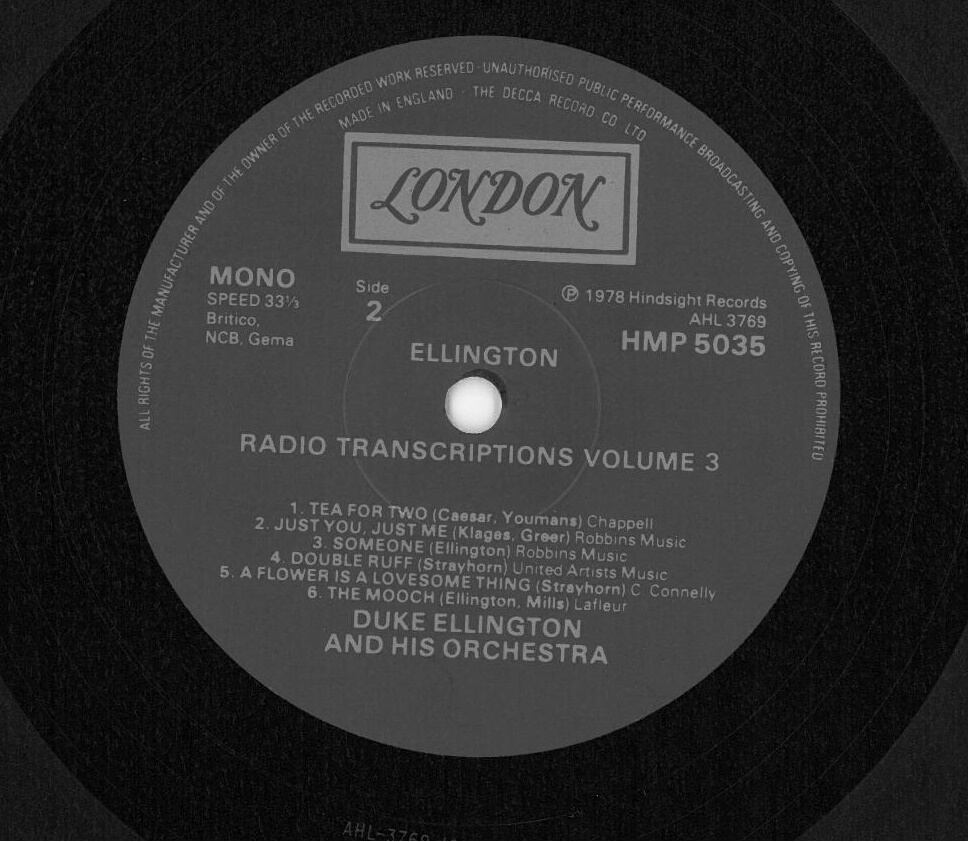 ALL RIGHTS OF THE MANUFACTURER AND OF THE OWNER OF THE RECORDED WORK RESERVED · UNAUTHORISED PUBLIC PERFORMANCE BROADCASTING AND COPYING OF THIS RECORD PROHIBITED
MADE IN ENGLAND · THE DECCA RECORD CO LTD
LONDON
MONO
SPEED 33⅓
Britico,
NCB, Gema
Side
2
℗ 1978 Hindsight Records
AHL 3769
HMP 5035
ELLINGTON
RADIO TRANSCRIPTIONS VOLUME 3
1. TEA FOR TWO (Caesar, Youmans) Chappell
2. JUST YOU, JUST ME (Klages, Greer) Robbins Music
3. SOMEONE (Ellington) Robbins Music
4. DOUBLE RUFF (Strayhorn) United Artists Music
5. A FLOWER IS A LOVESOME THING (Strayhorn) C. Connelly
6. THE MOOCH (Ellington, Mills) Lafleur
DUKE ELLINGTON
AND HIS ORCHESTRA
AHL-3769